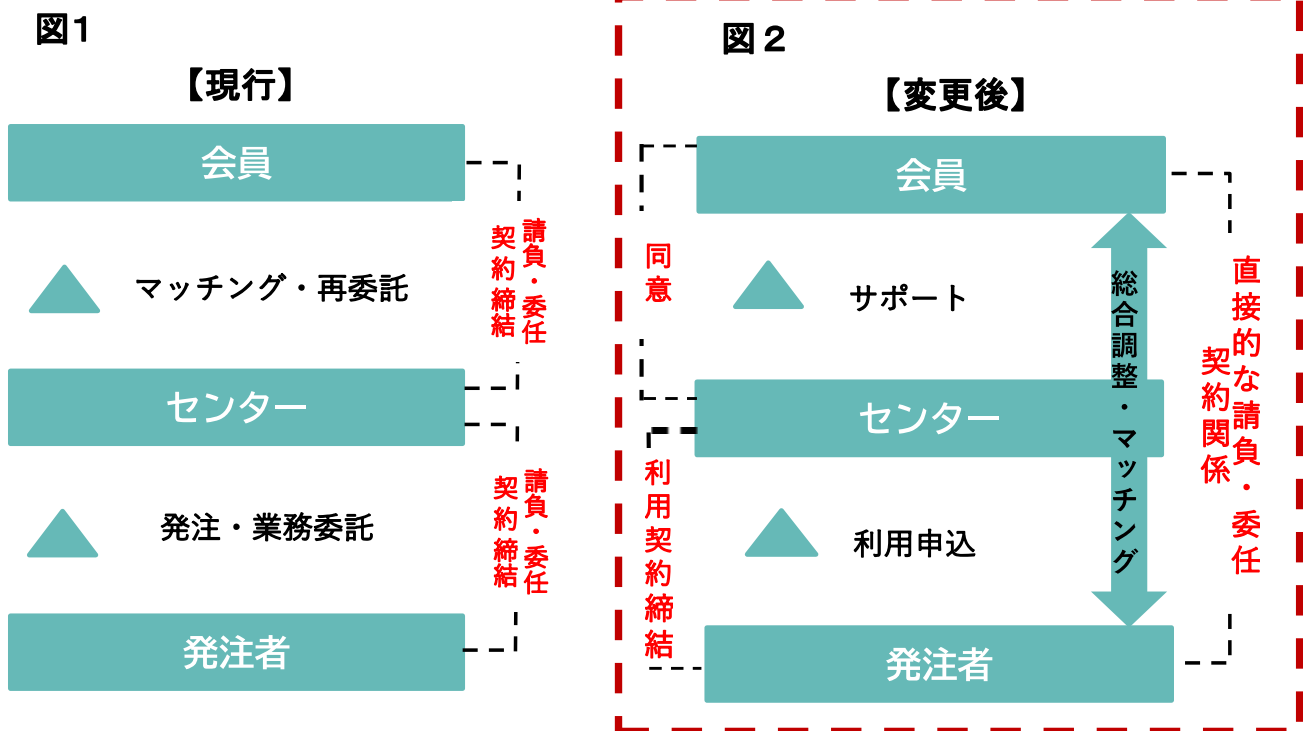 図1
【現行】
会員
請負・委任
契約締結
マッチング・再委託
センター
請負・委任
契約締結
発注・業務委託
発注者
図２
【変更後】
会員
同意
サポート
総合調整・マッチング
直接的な請負・委任
契約関係
センター
利用契約締結
利用申込
発注者